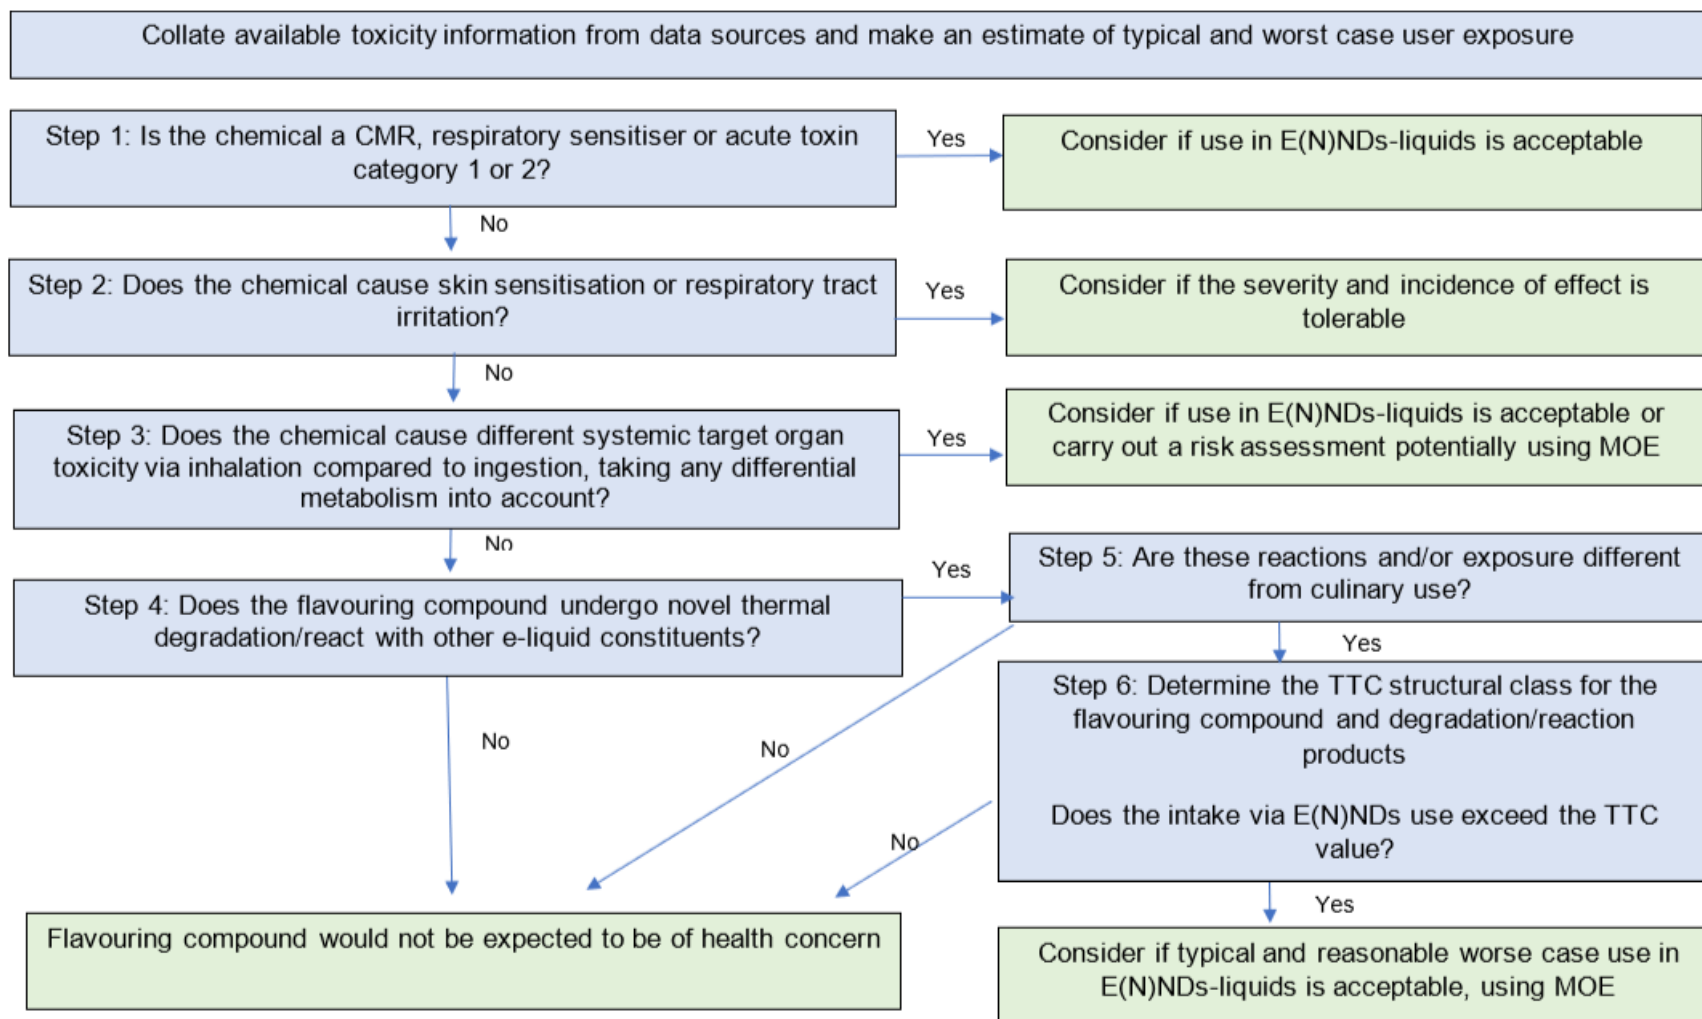 Collate available toxicity information from data sources and make an estimate of typical and worst case user exposure
Step 1: Is the chemical a CMR, respiratory sensitiser or acute toxin
category 1 or 2?
Yes
Consider if use in E(N)NDs-liquids is acceptable
No
Step 2: Does the chemical cause skin sensitisation or respiratory tract
irritation?
Yes
Consider if the severity and incidence of effect is
tolerable
No
Step 3: Does the chemical cause different systemic target organ
toxicity via inhalation compared to ingestion, taking any differential
metabolism into account?
Yes
Consider if use in E(N)NDs-liquids is acceptable or
carry out a risk assessment potentially using MOE
No
Step 4: Does the flavouring compound undergo novel thermal
degradation/react with other e-liquid constituents?
Yes
Step 5: Are these reactions and/or exposure different
from culinary use?
Yes
No
No
Step 6: Determine the TTC structural class for the
flavouring compound and degradation/reaction
products
Does the intake via E(N)NDs use exceed the TTC
value?
No
Yes
Flavouring compound would not be expected to be of health concern
Consider if typical and reasonable worse case use in
E(N)NDs-liquids is acceptable, using MOE